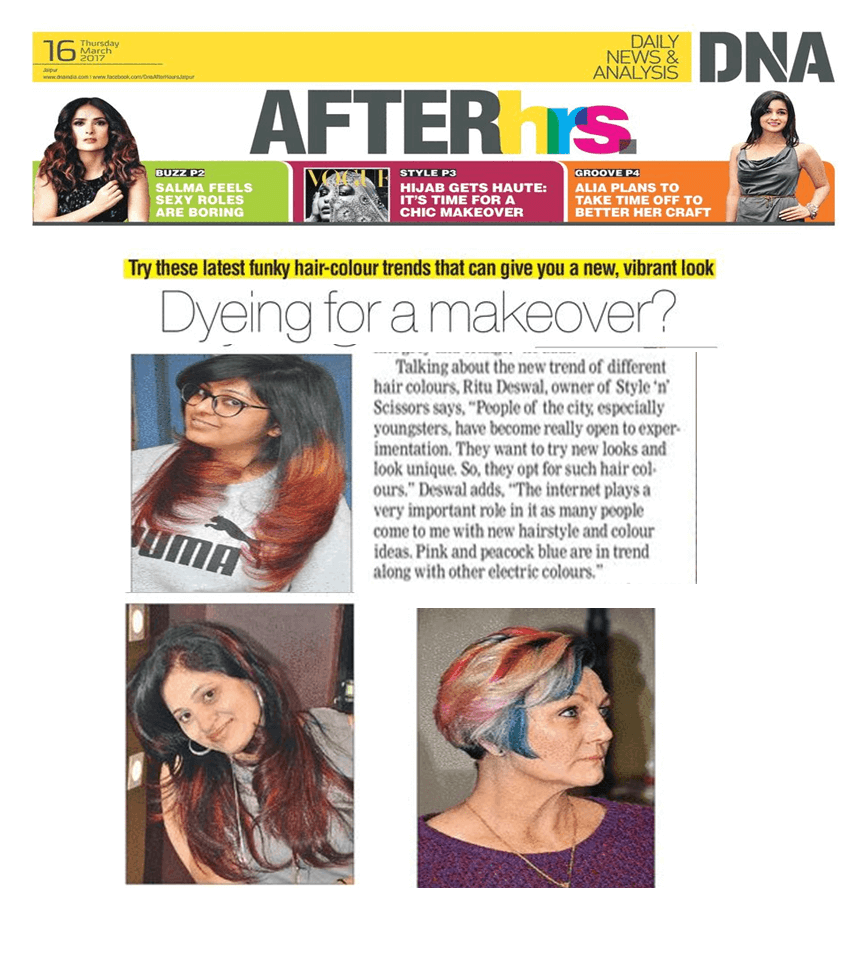 16 Thursday
March
2017
Jaipur
www.dnaindia.com / www.facebook.com/DnaAfterHoursJaipur
DAILY
NEWS &
ANALYSIS
DNA
AFTERhrs.
BUZZ P2
SALMA FEELS
SEXY ROLES
ARE BORING
VOGUE
STYLE P3
HIJAB GETS HAUTE:
IT'S TIME FOR A
CHIC MAKEOVER
GROOVE P4
ALIA PLANS TO
TAKE TIME OFF TO
BETTER HER CRAFT
Try these latest funky hair-colour trends that can give you a new, vibrant look
Dyeing for a makeover?
Talking about the new trend of different
hair colours, Ritu Deswal, owner of Style 'n'
Scissors says, “People of the city, especially
youngsters, have become really open to exper-
imentation. They want to try new looks and
look unique. So, they opt for such hair col-
ours.” Deswal adds, “The internet plays a
very important role in it as many people
come to me with new hairstyle and colour
ideas. Pink and peacock blue are in trend
along with other electric colours.”
PUMA